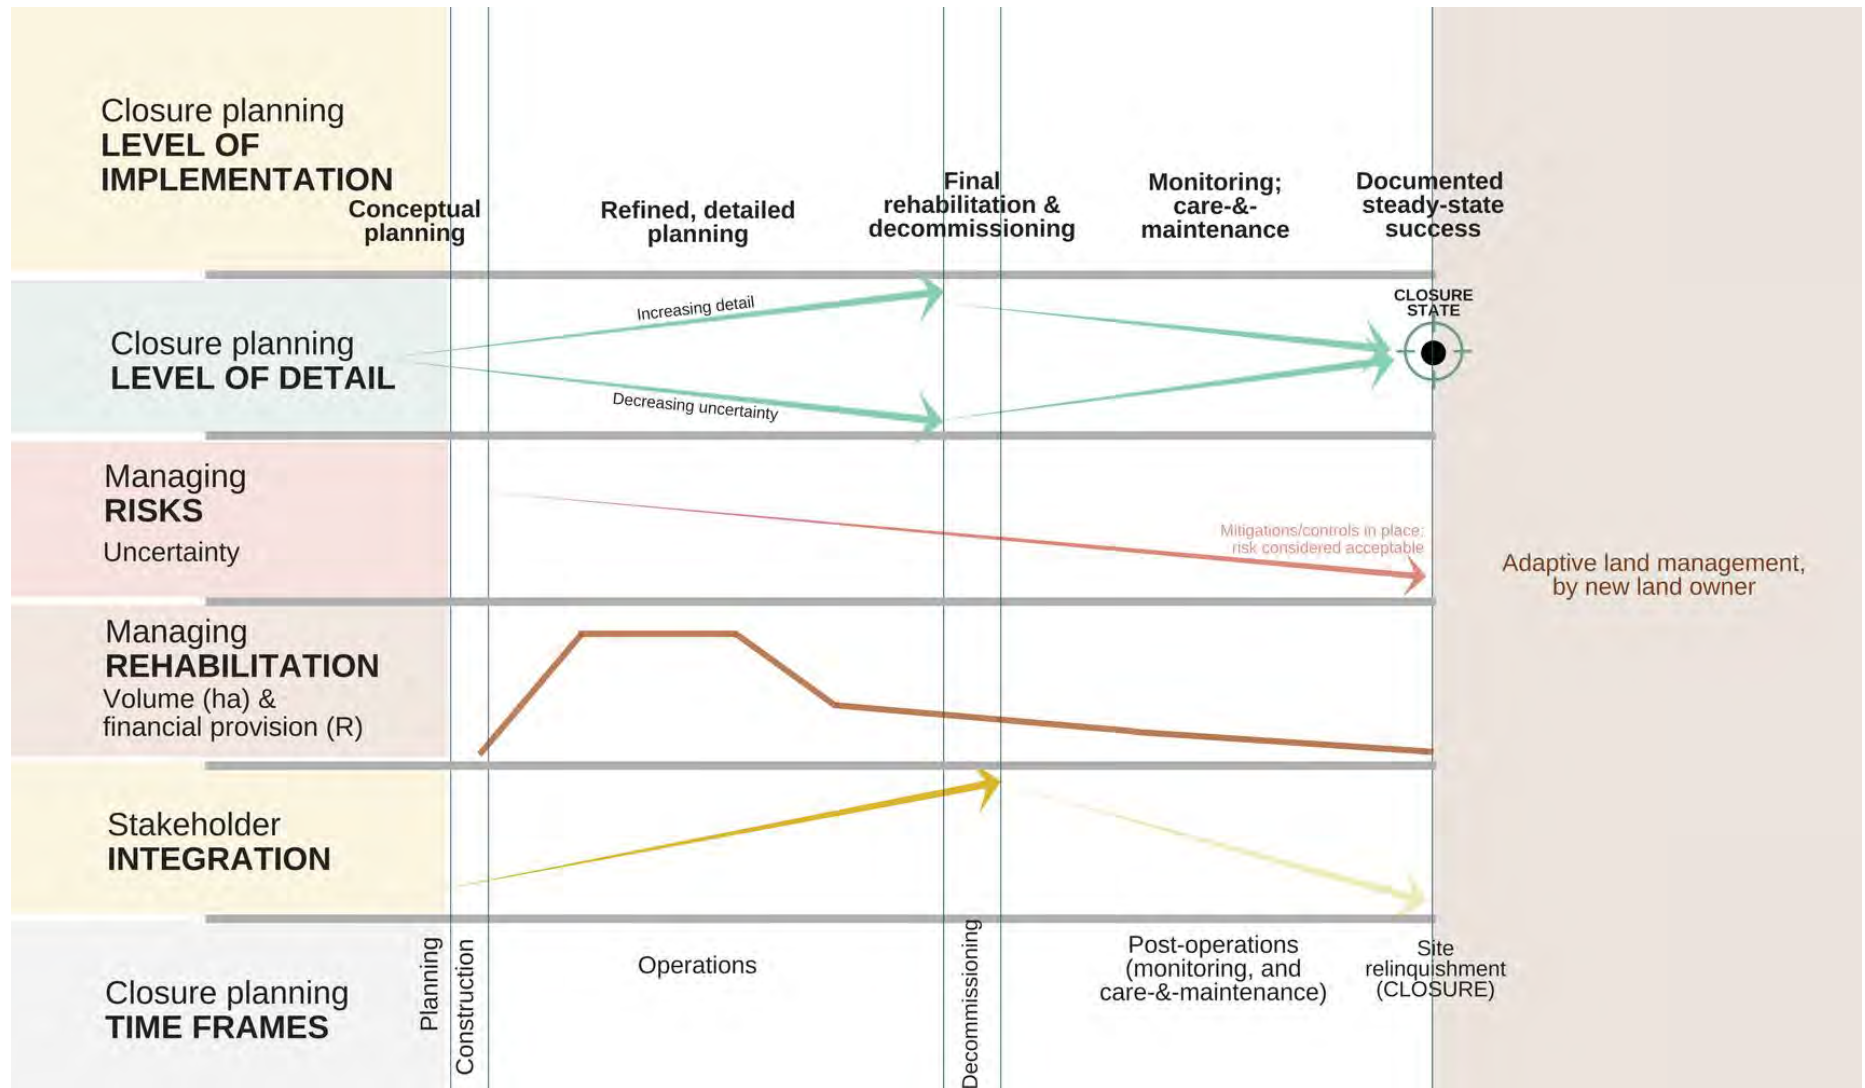 Closure planning
LEVEL OF
IMPLEMENTATION
Conceptual
planning
Refined, detailed
planning
Final
rehabilitation &
decommissioning
Monitoring;
care-&-
maintenance
Documented
steady-state
success
Closure planning
LEVEL OF DETAIL
Increasing detail
Decreasing uncertainty
CLOSURE
STATE
Managing
RISKS
Uncertainty
Mitigations/controls in place;
risk considered acceptable
Adaptive land management,
by new land owner
Managing
REHABILITATION
Volume (ha) &
financial provision (R)
Stakeholder
INTEGRATION
Closure planning
TIME FRAMES
Planning
Construction
Operations
Decommissioning
Post-operations
(monitoring, and
care-&-maintenance)
Site
relinquishment
(CLOSURE)